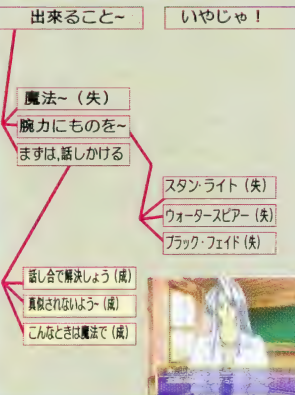 出来ること~
いやじゃ!
魔法~（失）
腕力にものを~
まずは,話しかける
スタン・ライト（失）
ウォータースピアー（失）
ブラック・フェイド（失）
話し合で解決しよう（成）
真似されないよう~（成）
こんなときは魔法で（成）